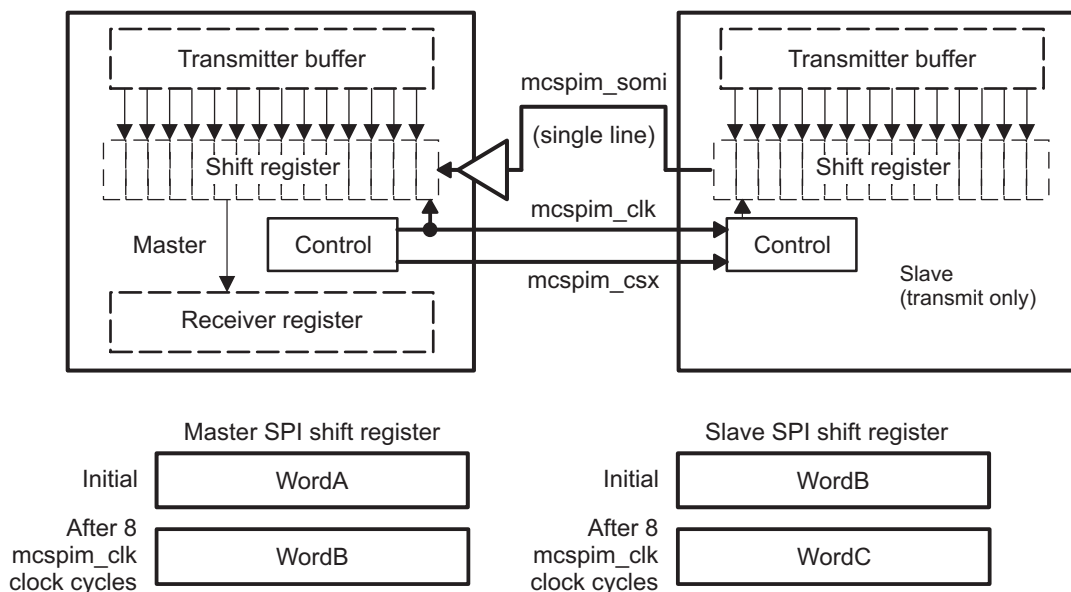 Transmitter buffer
Transmitter buffer
mcspim_somi
(single line)
Shift register
Shift register
mcspim_clk
Master
Control
Control
mcspim_csx
Slave
(transmit only)
Receiver register
Master SPI shift register
Slave SPI shift register
Initial
WordA
Initial
WordB
After 8
mcspim_clk
clock cycles
WordB
After 8
mcspim_clk
clock cycles
WordC